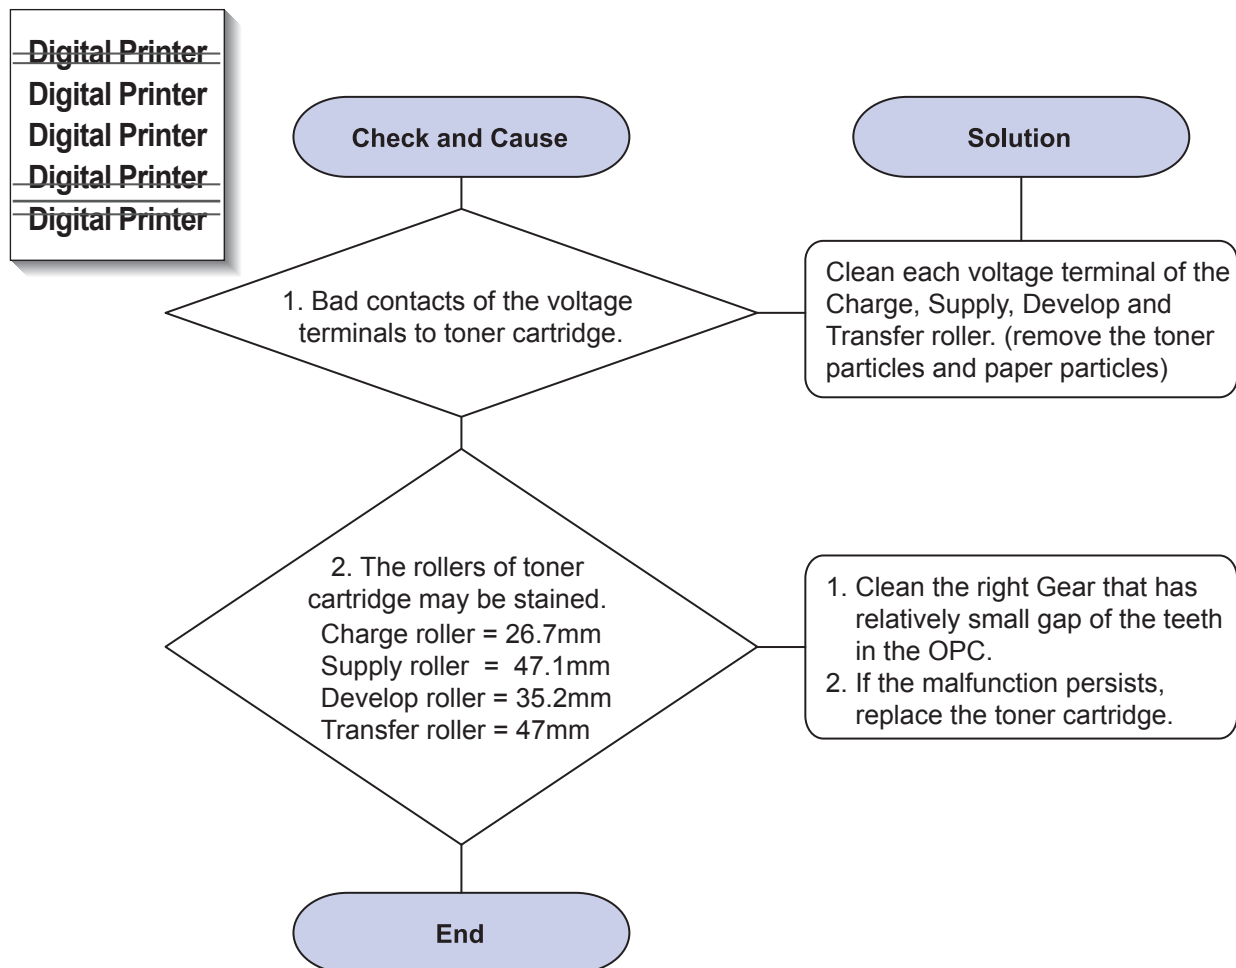 Digital Printer
Digital Printer
Digital Printer
Digital Printer
Digital Printer
Check and Cause
Solution
1. Bad contacts of the voltage
terminals to toner cartridge.
Clean each voltage terminal of the
Charge, Supply, Develop and
Transfer roller. (remove the toner
particles and paper particles)
2. The rollers of toner
cartridge may be stained.
Charge roller = 26.7mm
Supply roller = 47.1mm
Develop roller = 35.2mm
Transfer roller = 47mm
1. Clean the right Gear that has
relatively small gap of the teeth
in the OPC.
2. If the malfunction persists,
replace the toner cartridge.
End